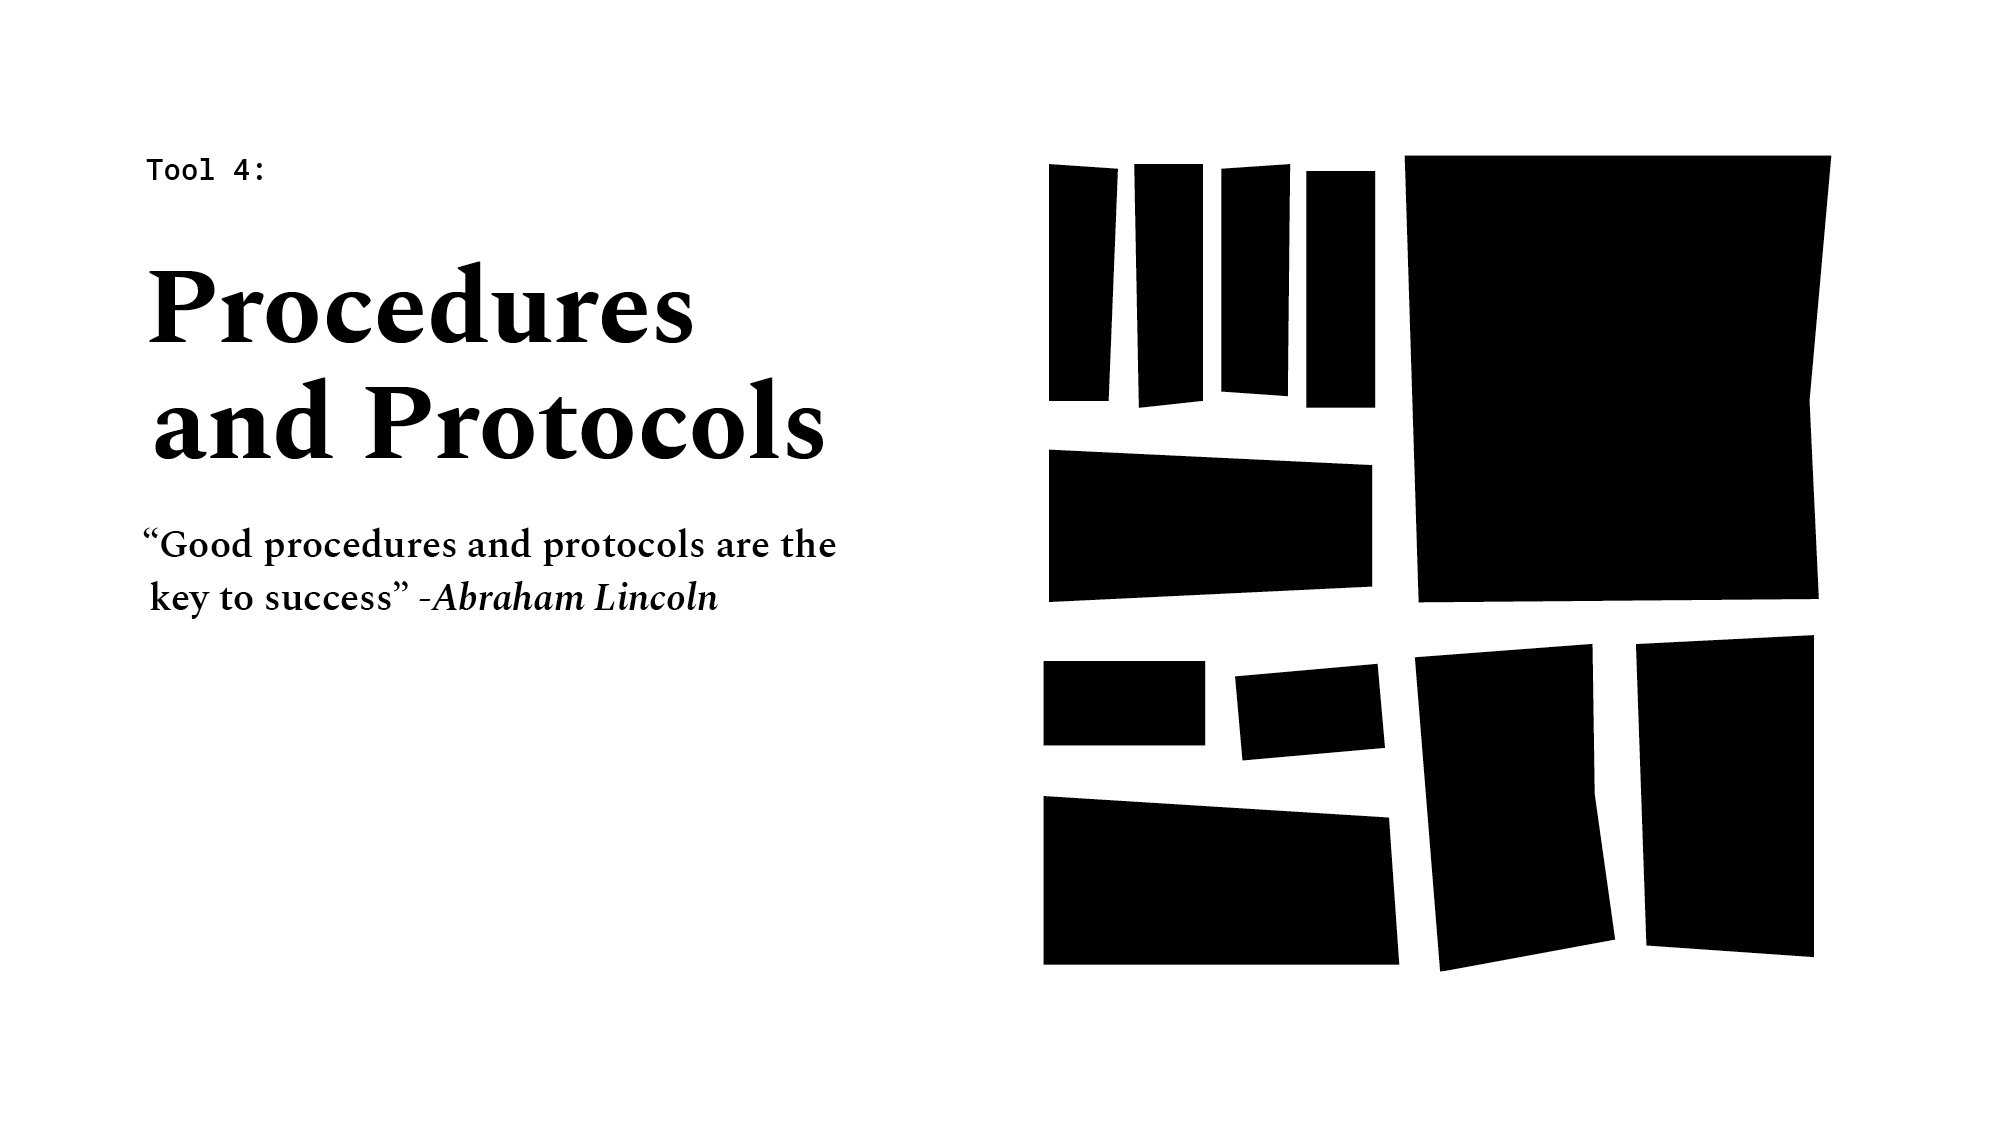 Tool 4:
Procedures
and Protocols
“Good procedures and protocols are the
key to success” -Abraham Lincoln